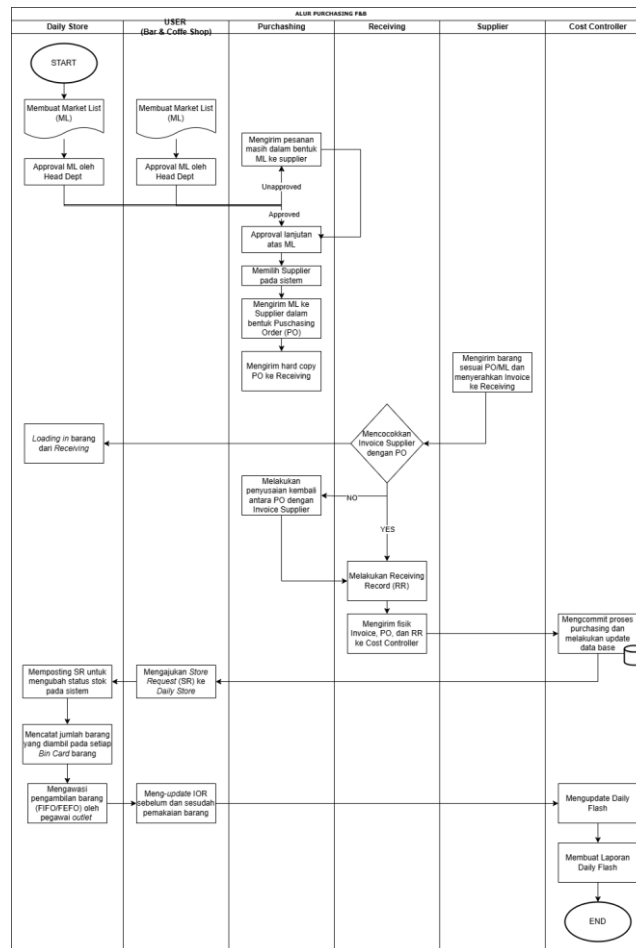 ALUR PURCHASING F&B
Daily Store
USER
(Bar & Coffe Shop)
Purchashing
Receiving
Supplier
Cost Controller
START
Membuat Market List
(ML)
Membuat Market List
(ML)
Approval ML oleh
Head Dept
Approval ML oleh
Head Dept
Mengirim pesanan
masih dalam bentuk
ML ke supplier
Unapproved
Approved
Approval lanjutan
atas ML
Memilih Supplier
pada sistem
Mengirim ML ke
Supplier dalam
bentuk Puschasing
Order (PO)
Mengirim hard copy
PO ke Receiving
Mengirim barang
sesuai PO/ML dan
menyerahkan Invoice
ke Receiving
Mencocokkan
Invoice Supplier
dengan PO
Loading in barang
dari Receiving
Melakukan
penyusaian kembali
antara PO dengan
Invoice Supplier
NO
YES
Melakukan Receiving
Record (RR)
Mengirim fisik
Invoice, PO, dan RR
ke Cost Controller
Mengcommit proses
purchasing dan
melakukan update
data base
Mengajukan Store
Request (SR) ke
Daily Store
Memposting SR untuk
mengubah status stok
pada sistem
Mencatat jumlah barang
yang diambil pada setiap
Bin Card barang
Mengawasi
pengambilan barang
(FIFO/FEFO) oleh
pegawai outlet
Meng-update IOR
sebelum dan sesudah
pemakaian barang
Mengupdate Daily
Flash
Membuat Laporan
Daily Flash
END